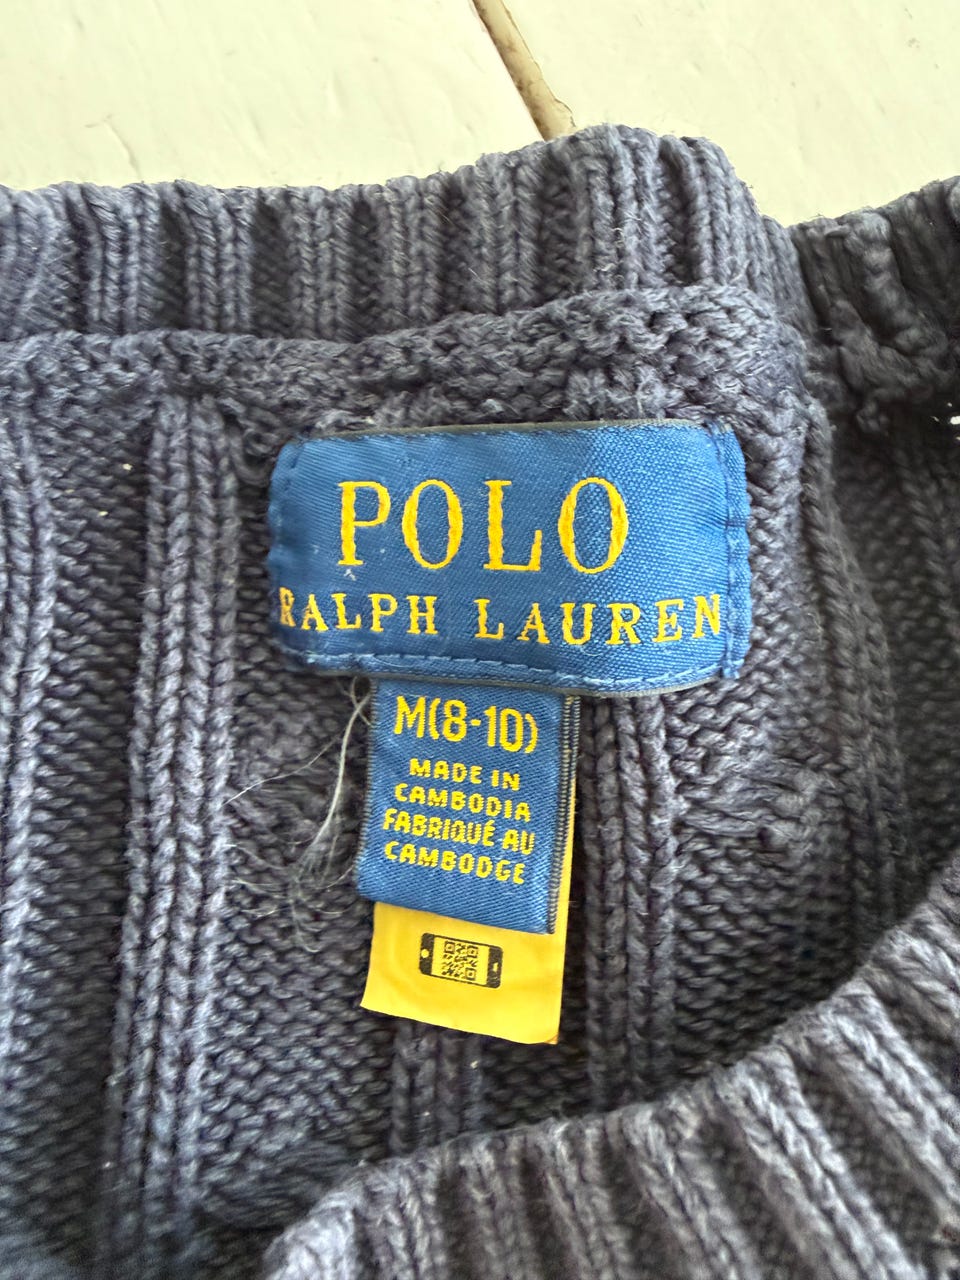 POLO
RALPH LAUREN
M(8-10)
MADE IN
CAMBODIA
FABRIQUÉ AU
CAMBODGE